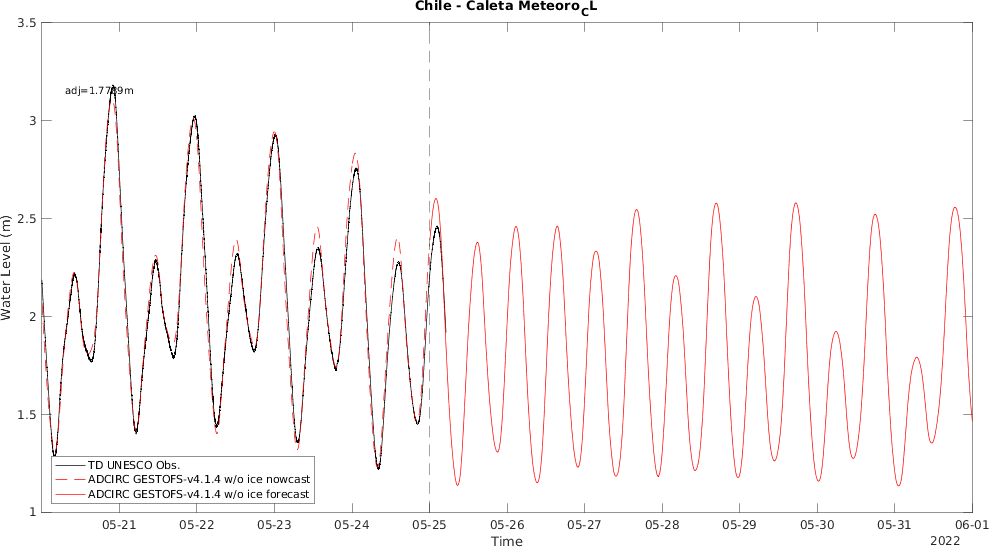 Chile - Caleta Meteoro_CL
3.5
3
2.5
2
1.5
1
Water Level (m)
TD UNESCO Obs.
ADCIRC GESTOFS-v4.1.4 w/o ice nowcast
ADCIRC GESTOFS-v4.1.4 w/o ice forecast
05-21 05-22 05-23 05-24 05-25 05-26 05-27 05-28 05-29 05-30 05-31 06-01
Time
2022